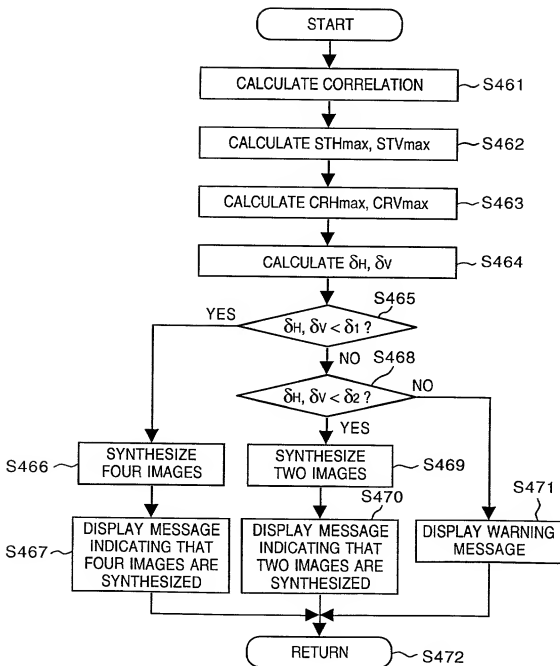 START
CALCULATE CORRELATION
S461
CALCULATE STHmax, STVmax
S462
CALCULATE CRHmax, CRVmax
S463
CALCULATE δH, δV
S464
S465
YES
δH, δV < δ1 ?
NO
S468
δH, δV < δ2 ?
NO
YES
S466
SYNTHESIZE
FOUR IMAGES
SYNTHESIZE
TWO IMAGES
S469
S470
S471
S467
DISPLAY MESSAGE
INDICATING THAT
FOUR IMAGES ARE
SYNTHESIZED
DISPLAY MESSAGE
INDICATING THAT
TWO IMAGES ARE
SYNTHESIZED
DISPLAY WARNING
MESSAGE
RETURN
S472